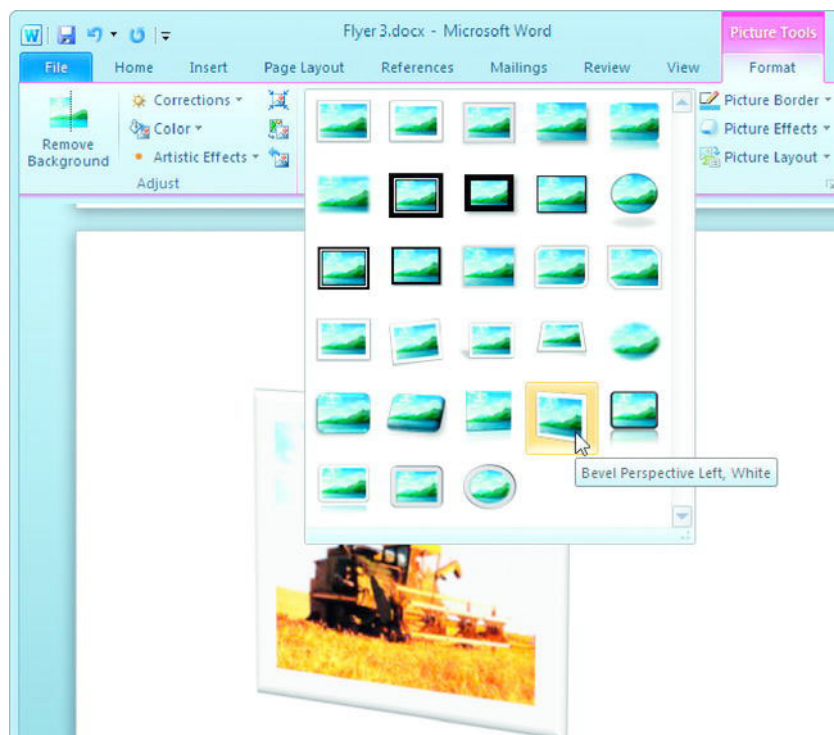 W
Flyer 3.docx - Microsoft Word
Picture Tools
File Home Insert Page Layout References Mailings Review View Format
Remove Background
Corrections
Color
Artistic Effects
Adjust
Picture Border
Picture Effects
Picture Layout
Bevel Perspective Left, White